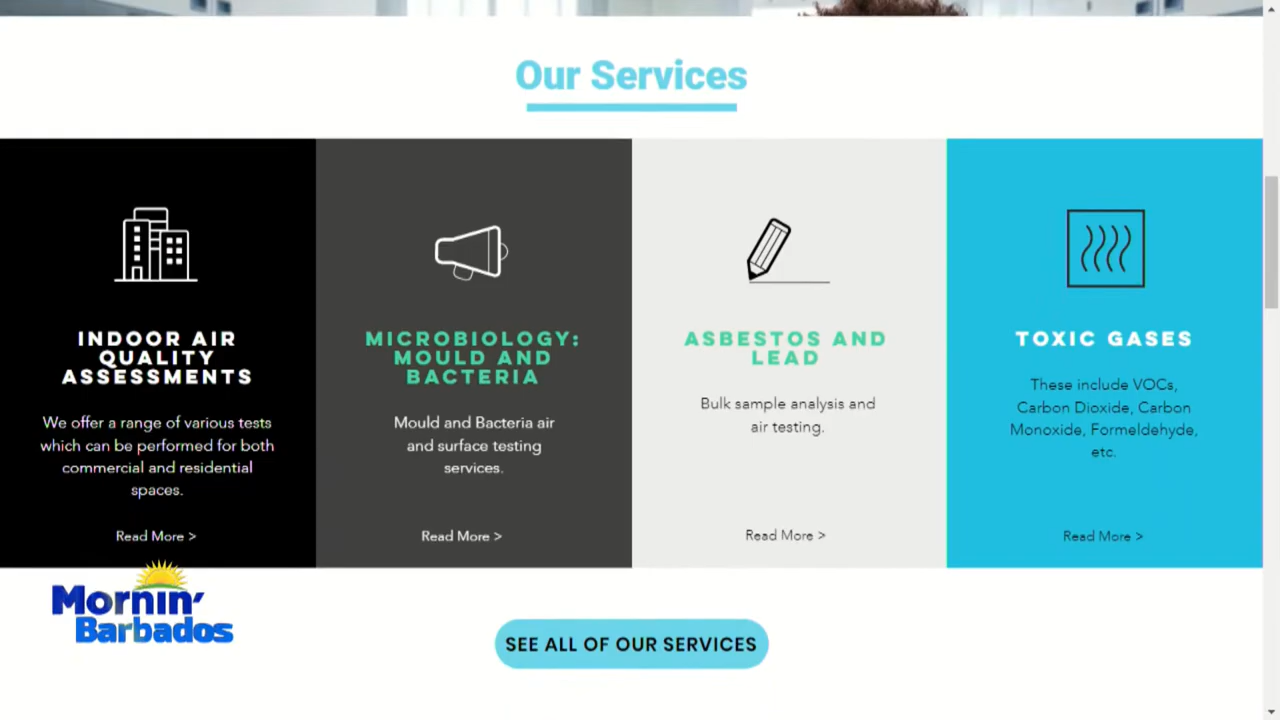 Our Services
INDOOR AIR
QUALITY
ASSESSMENTS
We offer a range of various tests
which can be performed for both
commercial and residential
spaces.
Read More >
MICROBIOLOGY:
MOULD AND
BACTERIA
Mould and Bacteria air
and surface testing
services.
Read More >
ASBESTOS AND
LEAD
Bulk sample analysis and
air testing.
Read More >
TOXIC GASES
These include VOCs,
Carbon Dioxide, Carbon
Monoxide, Formeldehyde,
etc.
Read More >
Mornin'
Barbados
SEE ALL OF OUR SERVICES